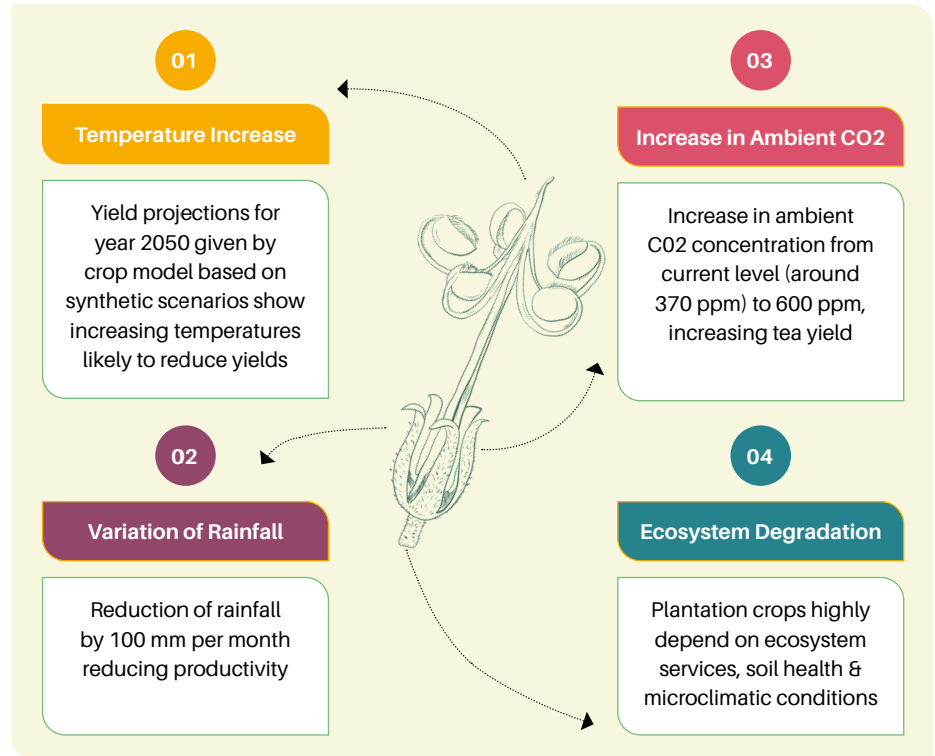 01
Temperature Increase
Yield projections for
year 2050 given by
crop model based on
synthetic scenarios show
increasing temperatures
likely to reduce yields
02
Variation of Rainfall
Reduction of rainfall
by 100 mm per month
reducing productivity
03
Increase in Ambient CO2
Increase in ambient
C02 concentration from
current level (around
370 ppm) to 600 ppm,
increasing tea yield
04
Ecosystem Degradation
Plantation crops highly
depend on ecosystem
services, soil health &
microclimatic conditions